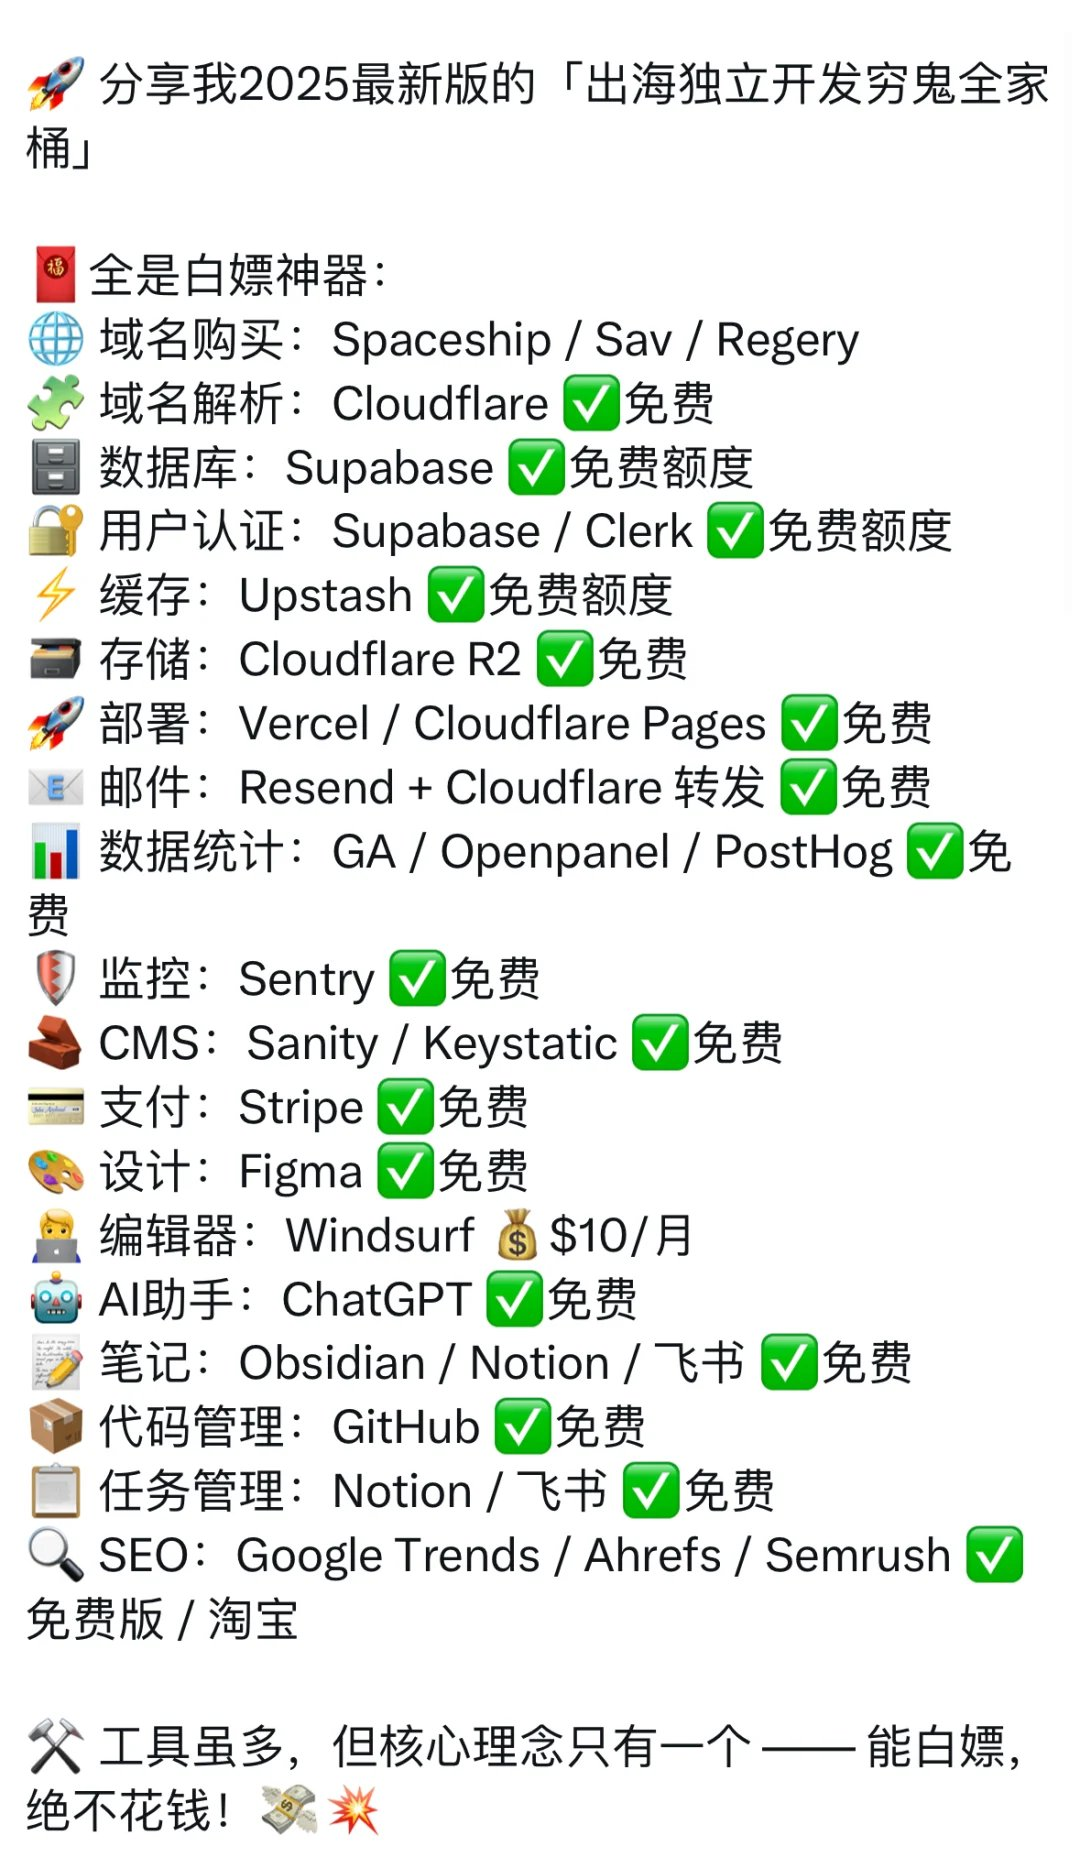 🚀 分享我2025最新版的「出海独立开发穷鬼全家
桶」
🧧全是白嫖神器：
🌐 域名购买：Spaceship / Sav / Regery
🧩 域名解析：Cloudflare ✅免费
🗄️ 数据库：Supabase ✅免费额度
🔐 用户认证：Supabase / Clerk ✅免费额度
⚡ 缓存：Upstash ✅免费额度
🗃️ 存储：Cloudflare R2 ✅免费
🚀 部署：Vercel / Cloudflare Pages ✅免费
📧 邮件：Resend + Cloudflare 转发 ✅免费
📊 数据统计：GA / Openpanel / PostHog ✅免
费
🛡️ 监控：Sentry ✅免费
🧱 CMS：Sanity / Keystatic ✅免费
💳 支付：Stripe ✅免费
🎨 设计：Figma ✅免费
🧑‍💻 编辑器：Windsurf 💰$10/月
🤖 AI助手：ChatGPT ✅免费
📝 笔记：Obsidian / Notion / 飞书 ✅免费
📦 代码管理：GitHub ✅免费
📋 任务管理：Notion / 飞书 ✅免费
🔍 SEO：Google Trends / Ahrefs / Semrush ✅
免费版 / 淘宝
⚒️ 工具虽多，但核心理念只有一个 —— 能白嫖，
绝不花钱！💸💥